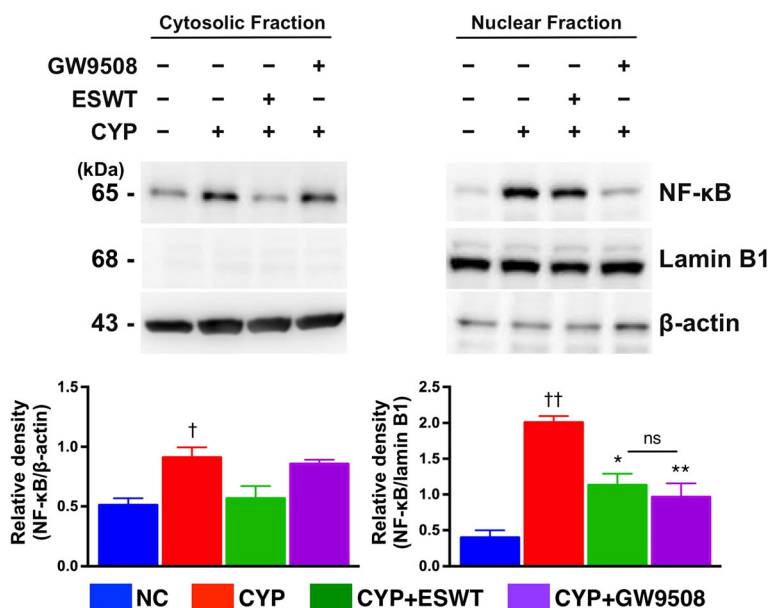 Cytosolic Fraction Nuclear Fraction
GW9508 – – – + – – – +
ESWT – – + – – – + –
CYP – + + + – + + +
(kDa)
65 - NF-κB
68 - Lamin B1
43 - β-actin
Relative density
(NF-κB/β-actin)
1.5
1.0
0.5
0.0
†
Relative density
(NF-κB/lamin B1)
2.5
2.0
1.5
1.0
0.5
0.0
††
*
ns
**
NC CYP CYP+ESWT CYP+GW9508